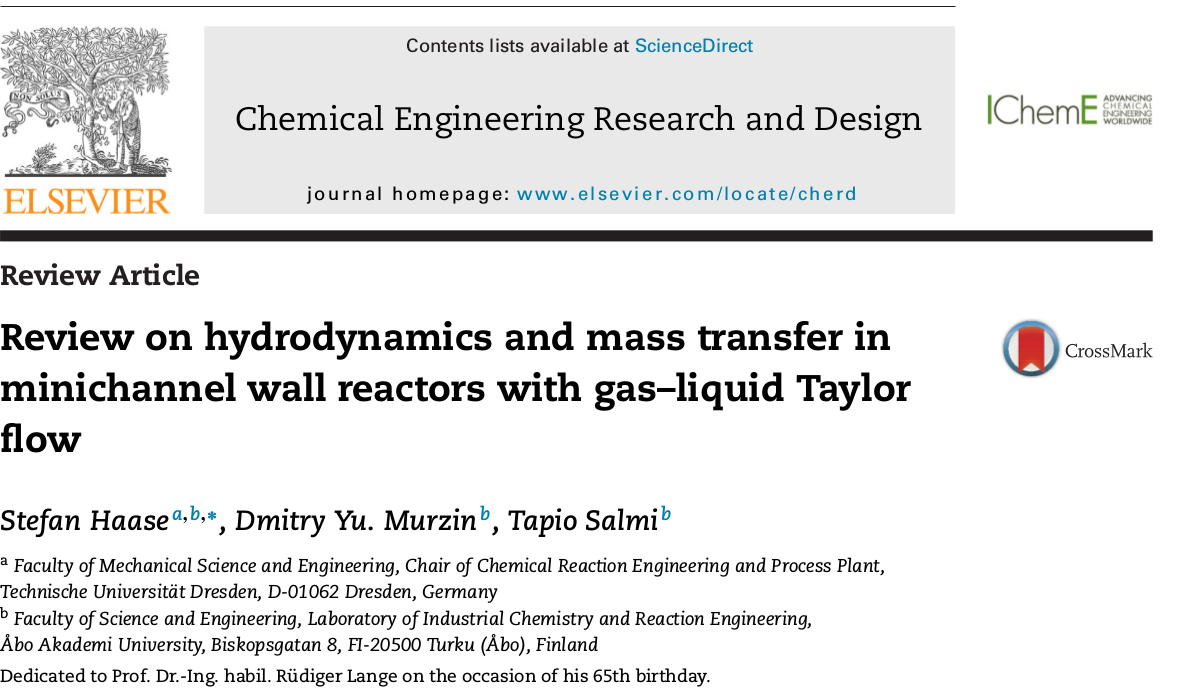 NON SOLUS
ELSEVIER
Contents lists available at ScienceDirect
Chemical Engineering Research and Design
journal homepage: www.elsevier.com/locate/cherd
IChemE ADVANCING
CHEMICAL
ENGINEERING
WORLDWIDE
Review Article
Review on hydrodynamics and mass transfer in
minichannel wall reactors with gas–liquid Taylor
flow
CrossMark
Stefan Haase a,b,*, Dmitry Yu. Murzin b, Tapio Salmi b
a Faculty of Mechanical Science and Engineering, Chair of Chemical Reaction Engineering and Process Plant,
Technische Universität Dresden, D-01062 Dresden, Germany
b Faculty of Science and Engineering, Laboratory of Industrial Chemistry and Reaction Engineering,
Åbo Akademi University, Biskopsgatan 8, FI-20500 Turku (Åbo), Finland
Dedicated to Prof. Dr.-Ing. habil. Rüdiger Lange on the occasion of his 65th birthday.